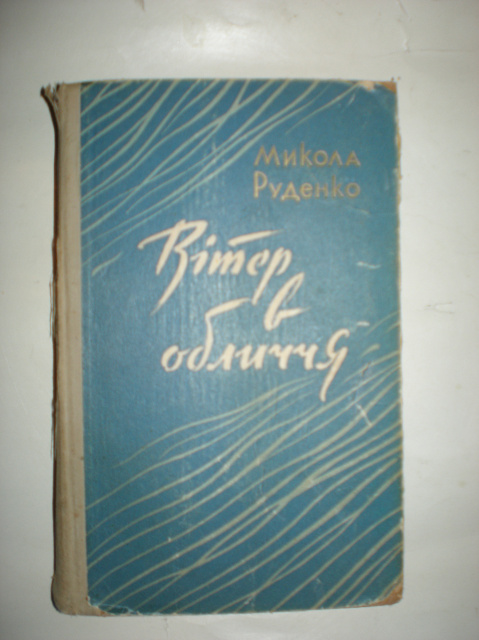 Микола
Руденко
Вітер
в
обличчя